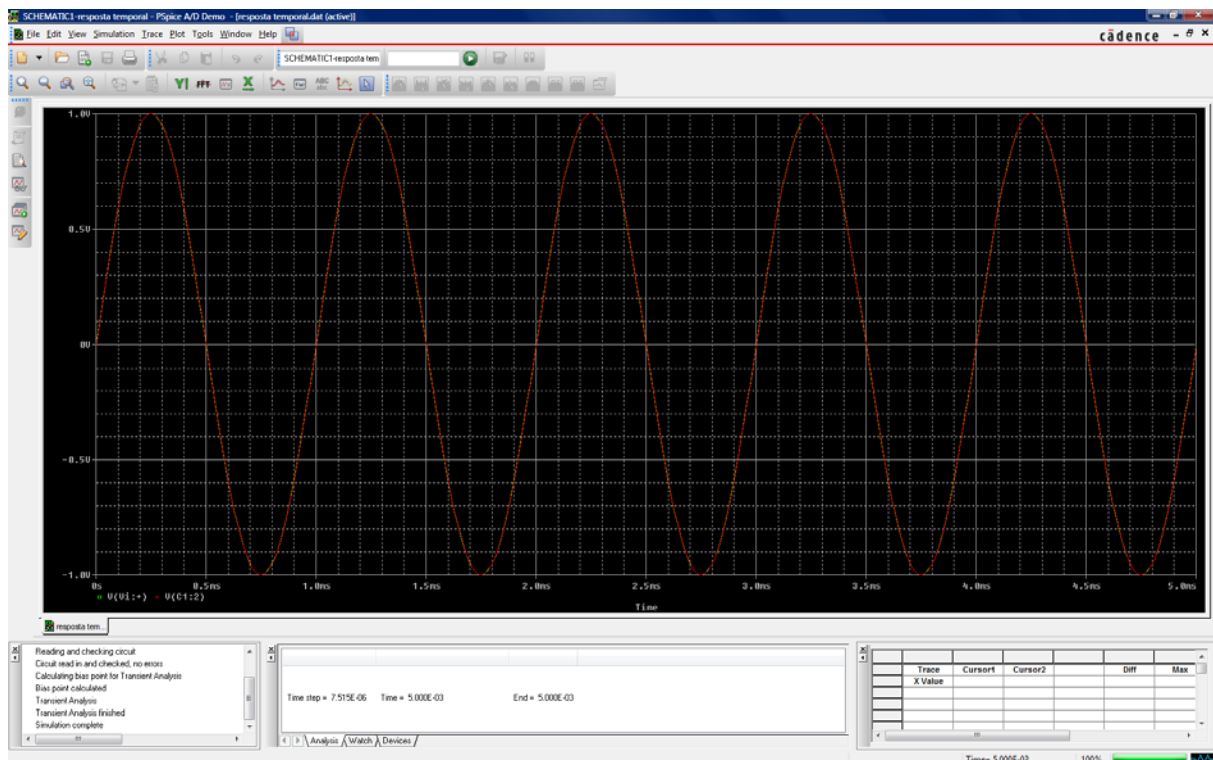 SCHEMATIC1-resposta temporal - PSpice A/D Demo - [resposta temporal.dat (active)]
File Edit View Simulation Trace Plot Tools Window Help
cādence
SCHEMATIC1-resposta tem
1.0V
0.5V
0V
-0.5V
-1.0V
0s 0.5ms 1.0ms 1.5ms 2.0ms 2.5ms 3.0ms 3.5ms 4.0ms 4.5ms 5.0ms
V(Vi:+) V(C1:2)
Time
resposta tem...
Reading and checking circuit
Circuit read in and checked, no errors
Calculating bias point for Transient Analysis
Bias point calculated
Transient Analysis
Transient Analysis finished
Simulation complete
Time step = 7.515E-06 Time = 5.000E-03 End = 5.000E-03
Analysis Watch Devices
Trace Cursor1 Cursor2 Diff Max
X Value
Time= 5.000E-03 100%